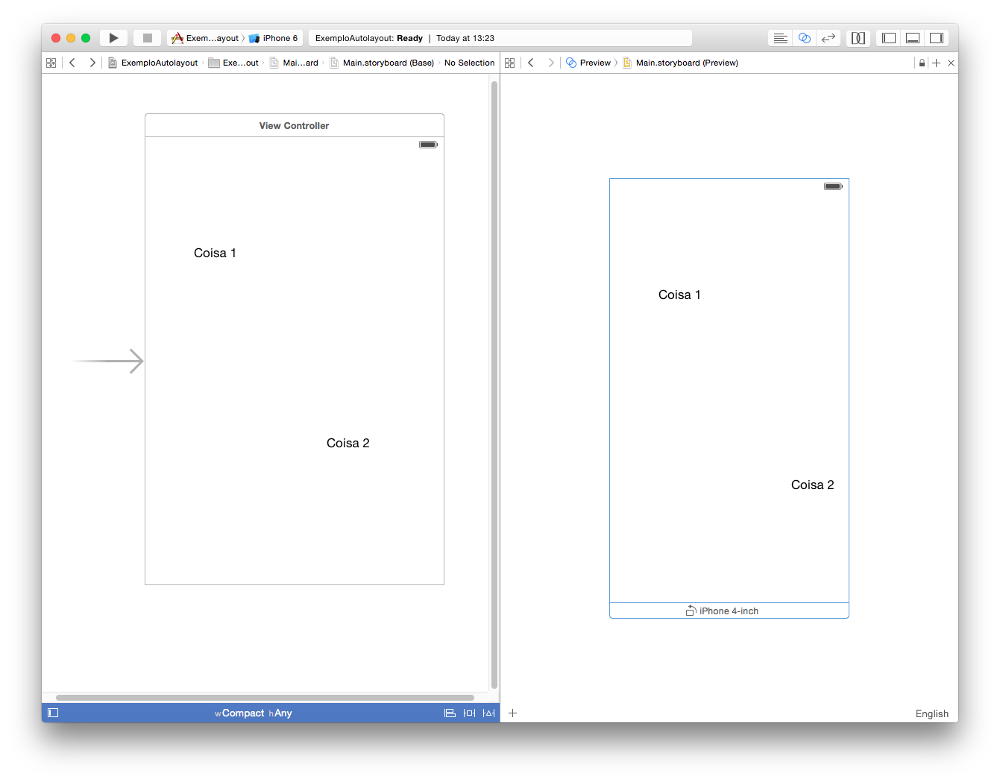 Exem...ayout iPhone 6 ExemploAutolayout: Ready | Today at 13:23
ExemploAutolayout Exe...out Mai...ard Main.storyboard (Base) No Selection
Preview Main.storyboard (Preview)
View Controller
Coisa 1
Coisa 2
wCompact hAny
Coisa 1
Coisa 2
iPhone 4-inch
English